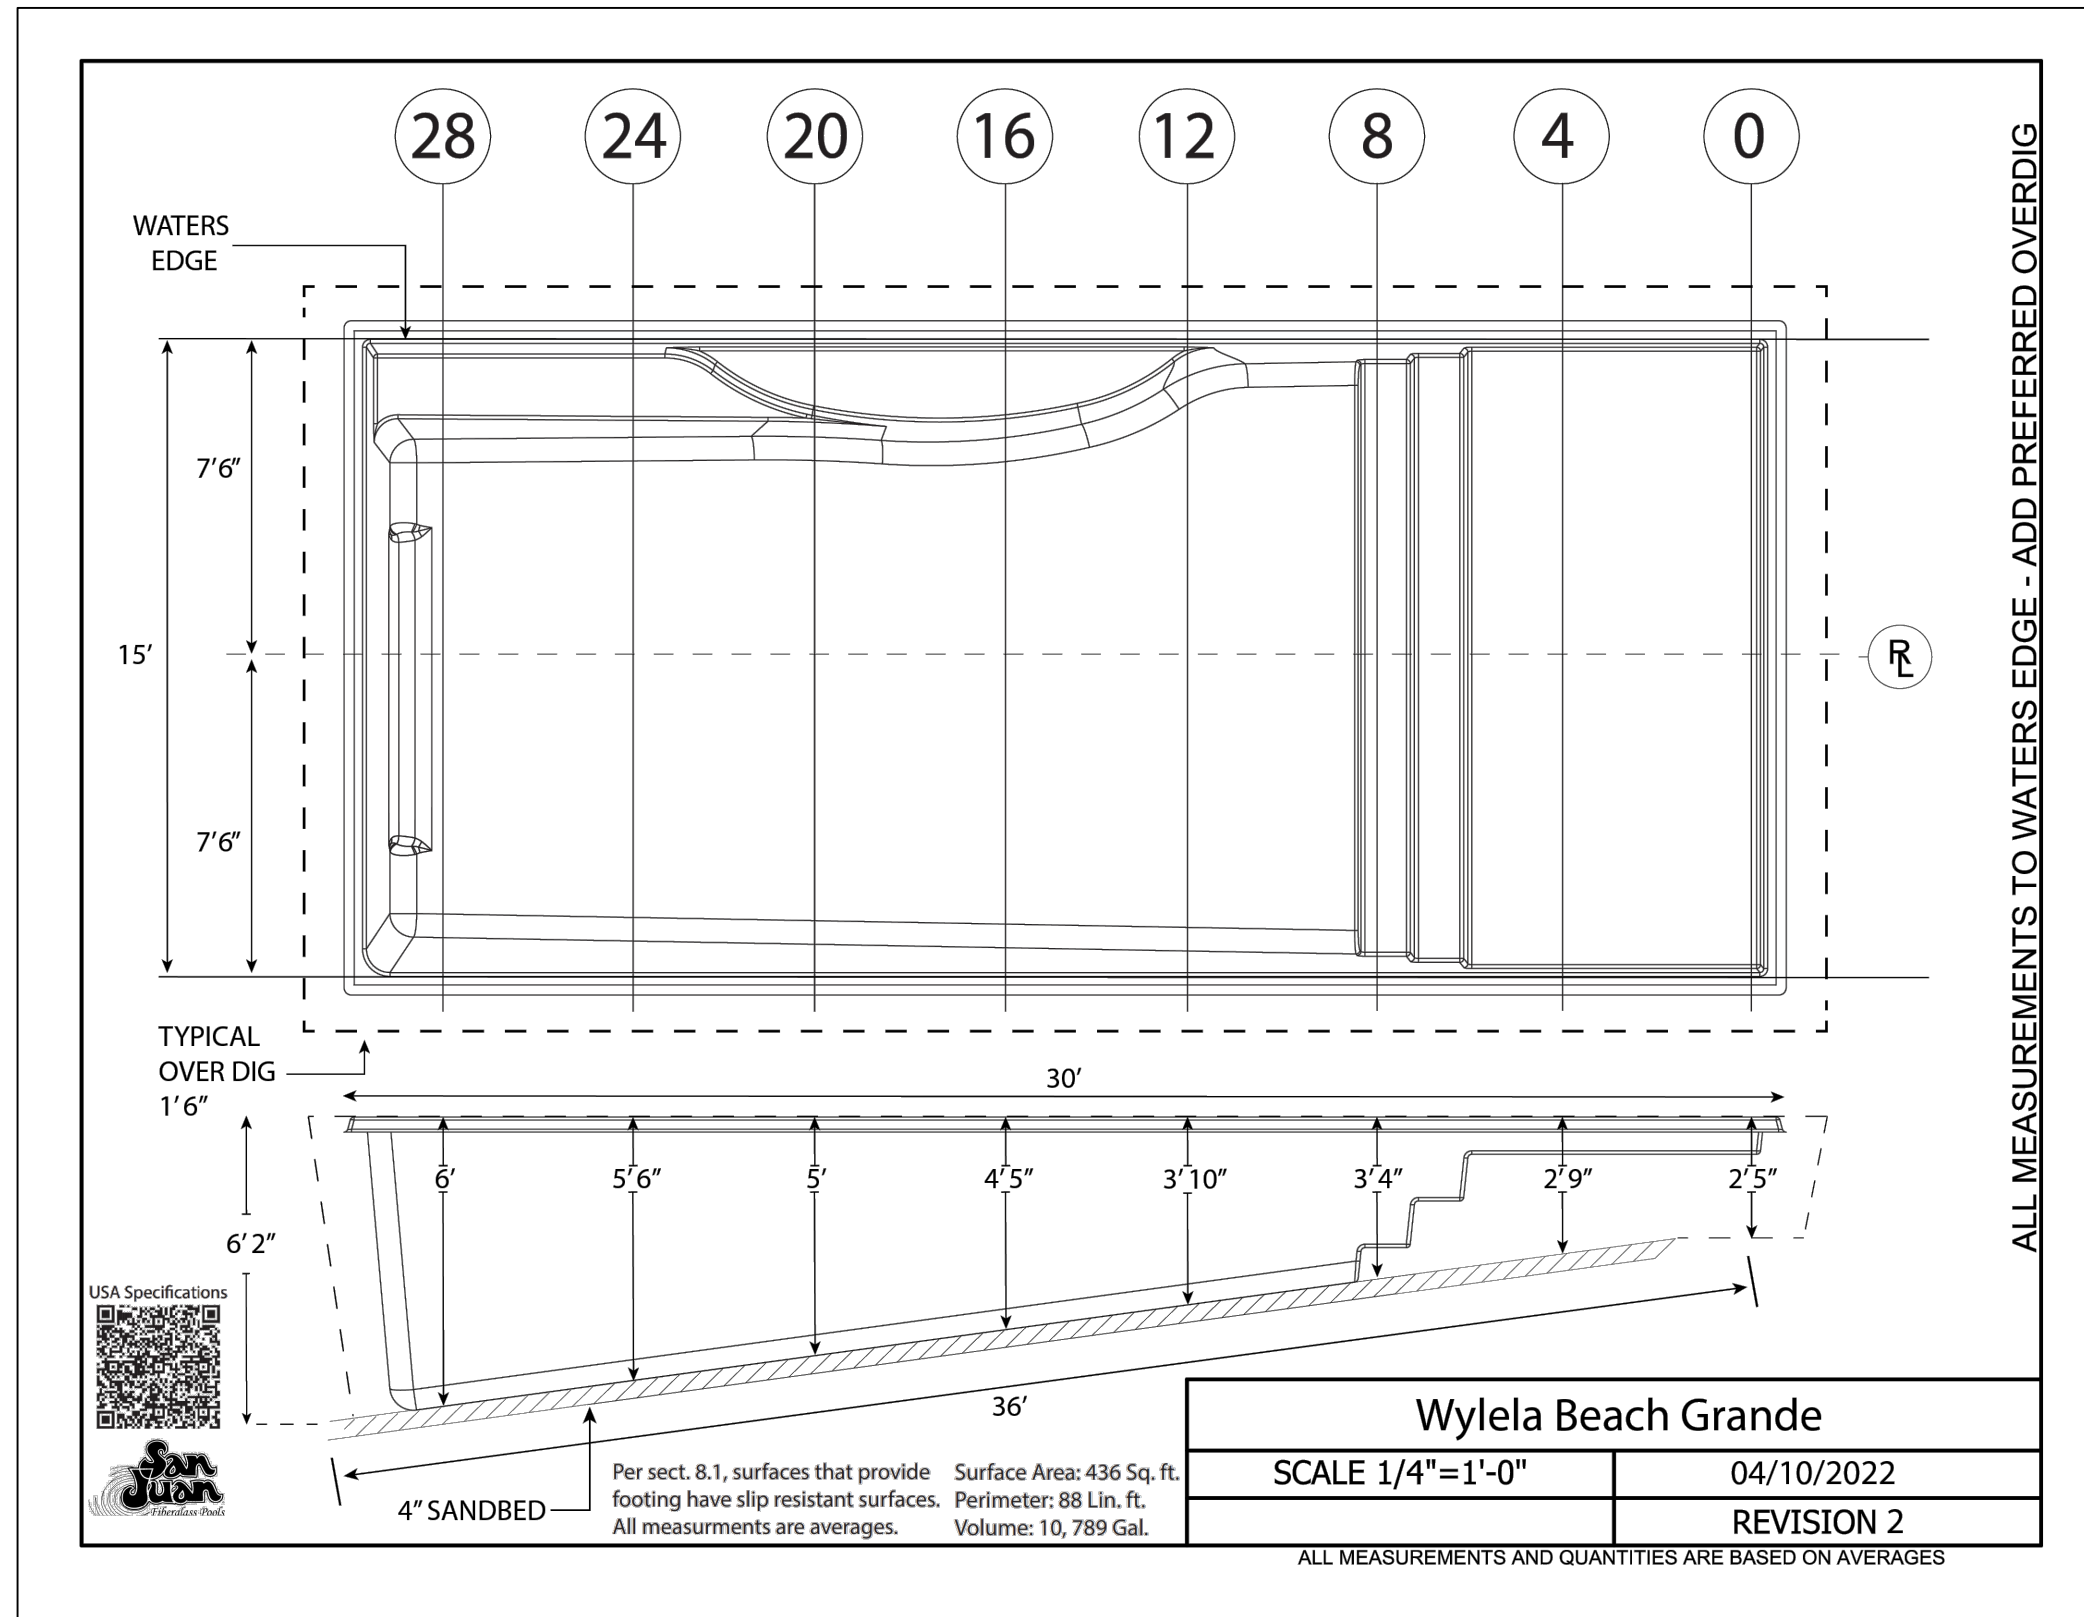 28 24 20 16 12 8 4 0
WATERS
EDGE
7’6”
15’
RL
7’6”
TYPICAL
OVER DIG
1’6”
30’
6’ 5’6” 5’ 4’5” 3’10” 3’4” 2’9” 2’5”
6’ 2”
USA Specifications
36’
San
Juan
Fiberglass Pools
4” SANDBED
Per sect. 8.1, surfaces that provide
footing have slip resistant surfaces.
All measurments are averages.
Surface Area: 436 Sq. ft.
Perimeter: 88 Lin. ft.
Volume: 10, 789 Gal.
Wylela Beach Grande
SCALE 1/4"=1'-0"
04/10/2022
REVISION 2
ALL MEASUREMENTS AND QUANTITIES ARE BASED ON AVERAGES
ALL MEASUREMENTS TO WATERS EDGE - ADD PREFERRED OVERDIG